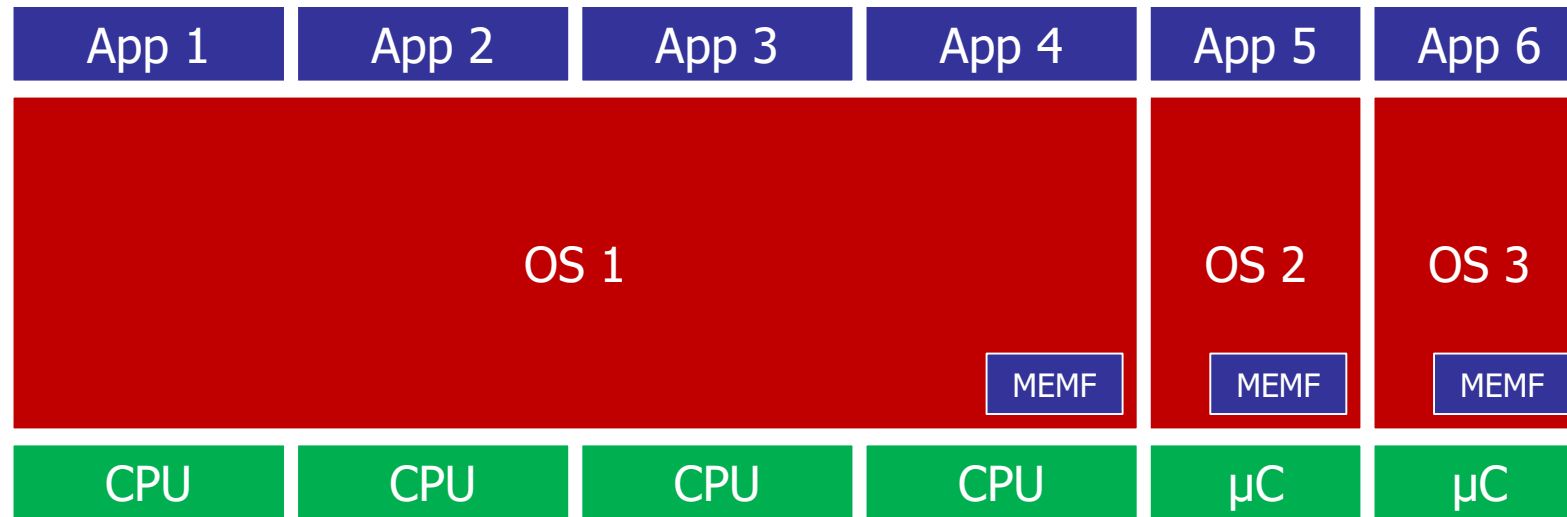 App 1 App 2 App 3 App 4 App 5 App 6
OS 1 OS 2 OS 3
MEMF MEMF MEMF
CPU CPU CPU CPU µC µC